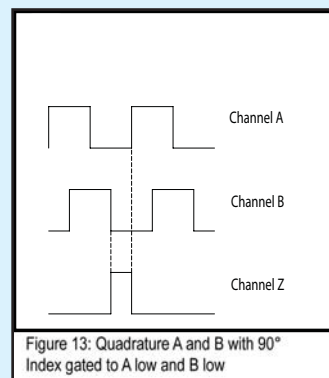 Channel A
Channel B
Channel Z
Figure 13: Quadrature A and B with 90°
Index gated to A low and B low